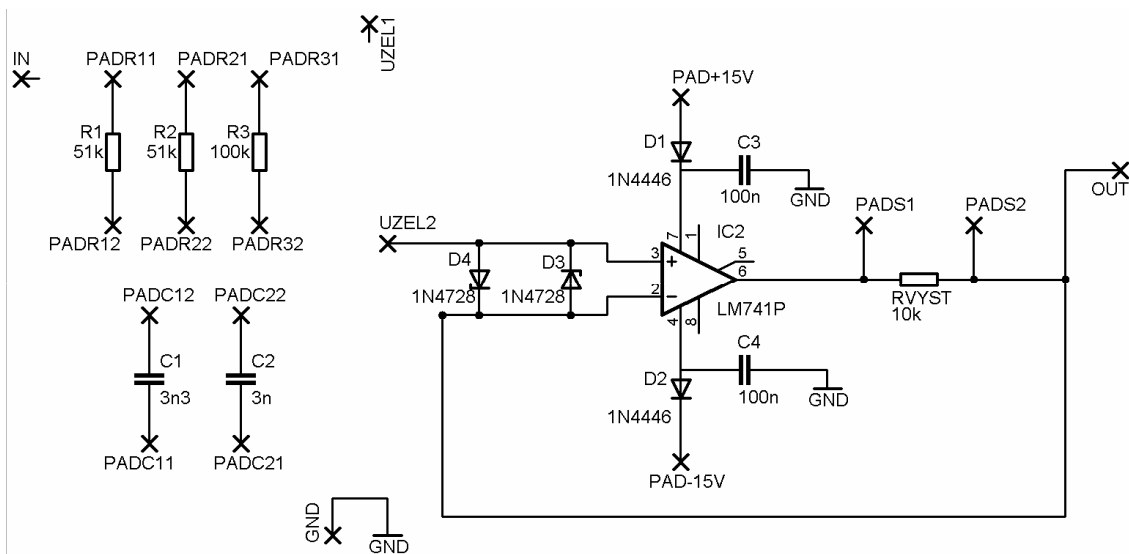 UZEL1
IN
PADR11
PADR21
PADR31
R1
51k
R2
51k
R3
100k
PADR12
PADR22
PADR32
PADC12
PADC22
C1
3n3
C2
3n
PADC11
PADC21
GND
GND
PAD+15V
D1
1N4446
C3
100n
GND
UZEL2
D4
1N4728
D3
1N4728
7
1
IC2
3
+
5
6
2
−
LM741P
4
8
D2
1N4446
C4
100n
GND
PAD-15V
PADS1
PADS2
RVYST
10k
OUT